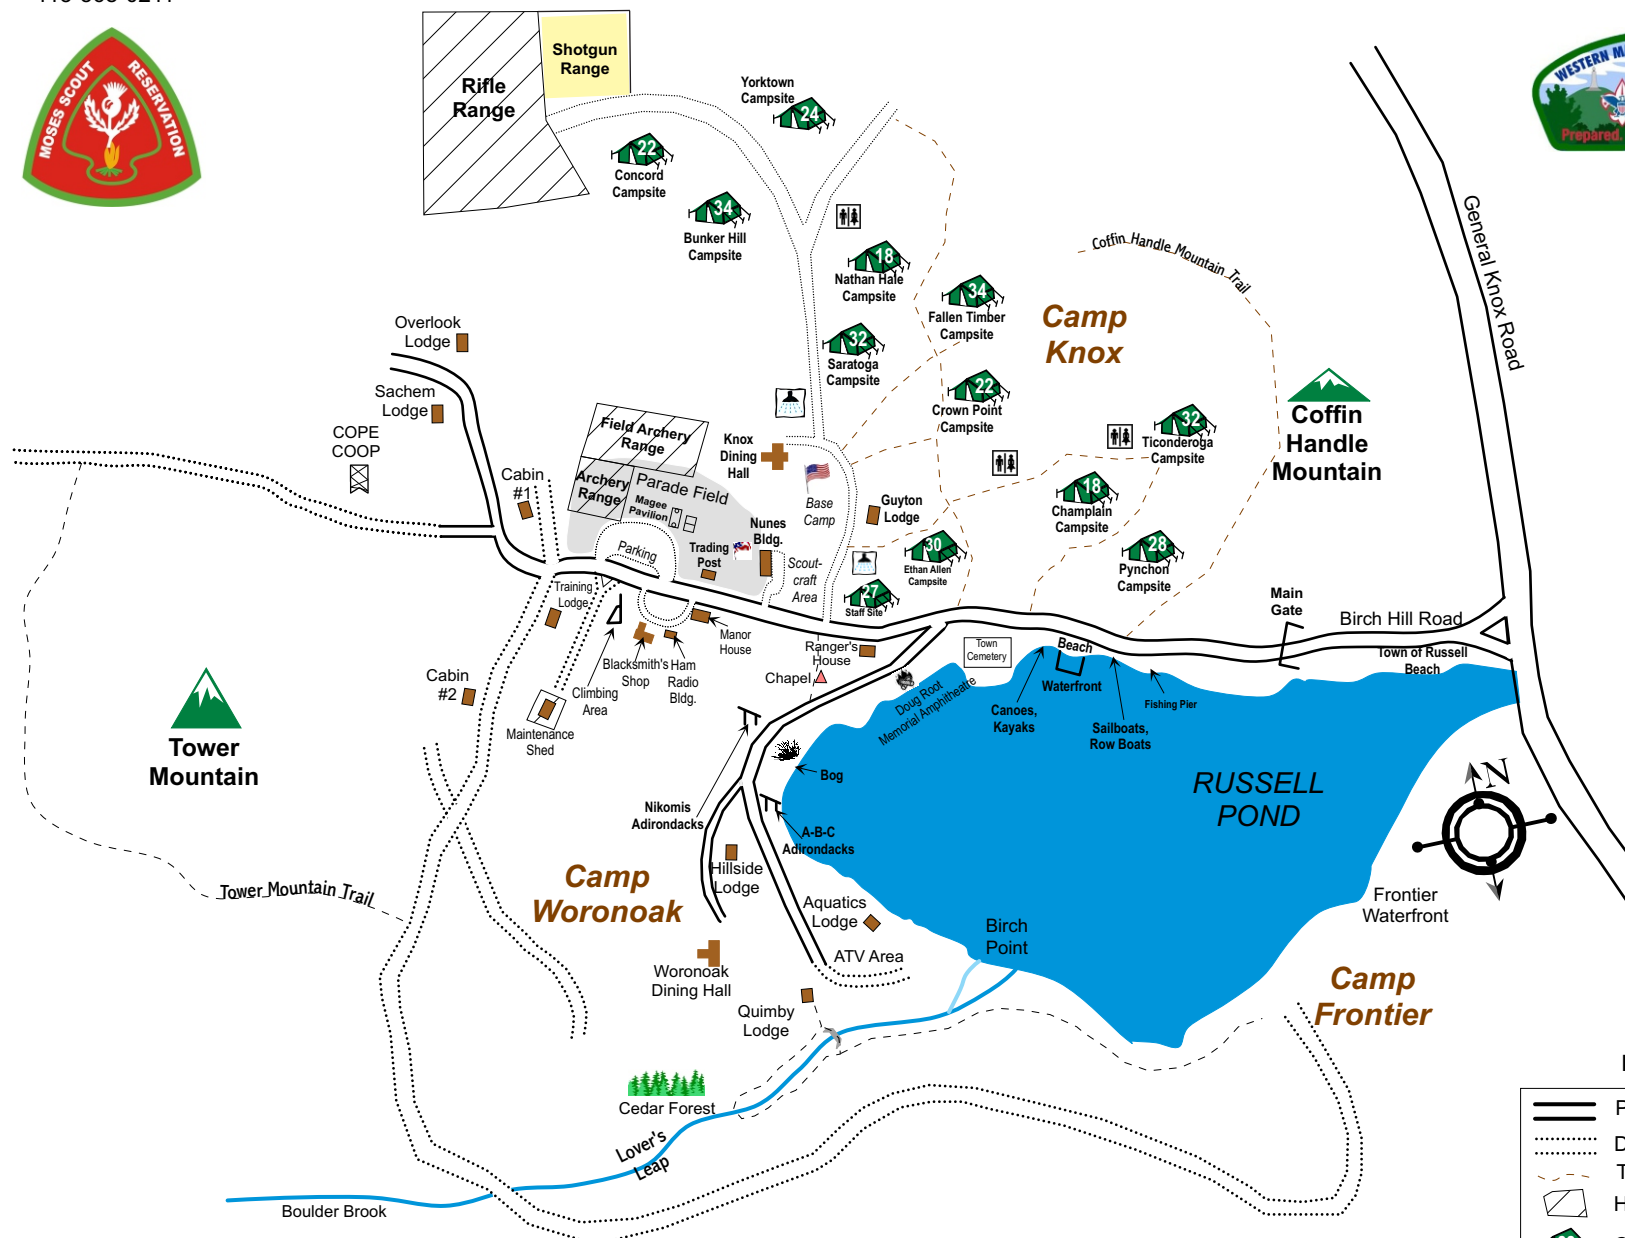 MOSES SCOUT
RESERVATION
WESTERN
Prepared.
Rifle
Range
Shotgun
Range
Yorktown
Campsite
24
22
Concord
Campsite
34
Bunker Hill
Campsite
18
Nathan Hale
Campsite
34
Fallen Timber
Campsite
32
Saratoga
Campsite
22
Crown Point
Campsite
32
Ticonderoga
Campsite
18
Champlain
Campsite
28
Pynchon
Campsite
30
Ethan Allen
Campsite
27
Staff Site
Camp
Knox
Coffin Handle Mountain Trail
Coffin
Handle
Mountain
General Knox Road
Overlook
Lodge
Sachem
Lodge
COPE
COOP
Cabin
#1
Field Archery
Range
Archery
Range
Parade Field
Magee
Pavilion
Parking
Trading
Post
Nunes
Bldg.
Knox
Dining
Hall
Base
Camp
Scout-
craft
Area
Guyton
Lodge
Training
Lodge
Climbing
Area
Blacksmith's
Shop
Ham
Radio
Bldg.
Manor
House
Maintenance
Shed
Cabin
#2
Ranger's
House
Chapel
Town
Cemetery
Doug Root
Memorial Amphitheatre
Beach
Waterfront
Canoes,
Kayaks
Sailboats,
Row Boats
Fishing Pier
Main
Gate
Birch Hill Road
Town of Russell
Beach
Tower
Mountain
Tower Mountain Trail
Bog
Nikomis
Adirondacks
A-B-C
Adirondacks
RUSSELL
POND
N
Camp
Woronoak
Hillside
Lodge
Aquatics
Lodge
ATV Area
Woronoak
Dining Hall
Quimby
Lodge
Birch
Point
Frontier
Waterfront
Camp
Frontier
Cedar Forest
Lover's
Leap
Boulder Brook
D
T
H